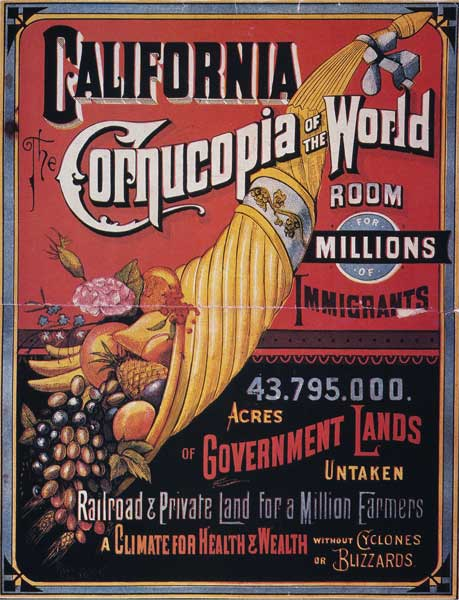 CALIFORNIA
The Cornucopia OF THE World
ROOM
FOR
MILLIONS
OF
IMMIGRANTS
43.795.000.
ACRES
OF GOVERNMENT LANDS
UNTAKEN
Railroad & Private Land for a Million Farmers
A CLIMATE FOR HEALTH & WEALTH WITHOUT CYCLONES
OR BLIZZARDS.